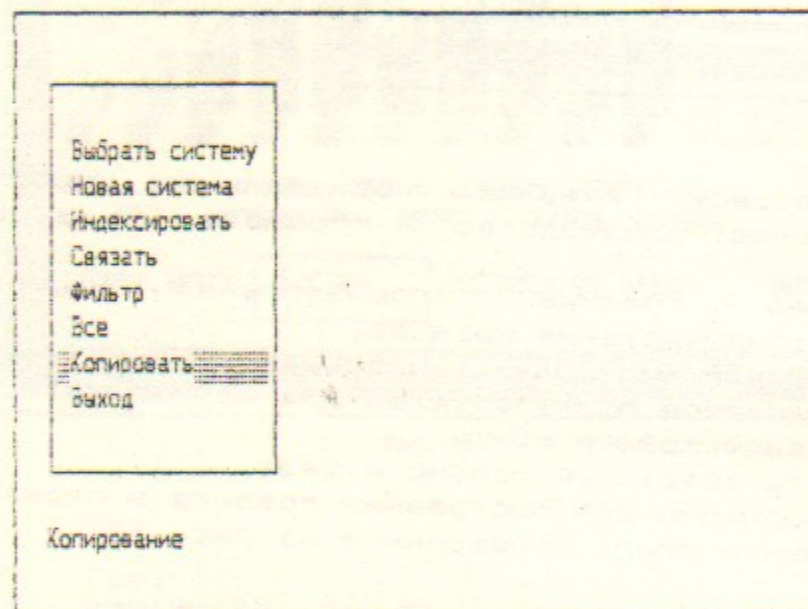 Выбрать систему
Новая система
Индексировать
Связать
Фильтр
Все
Копировать
Выход
Копирование